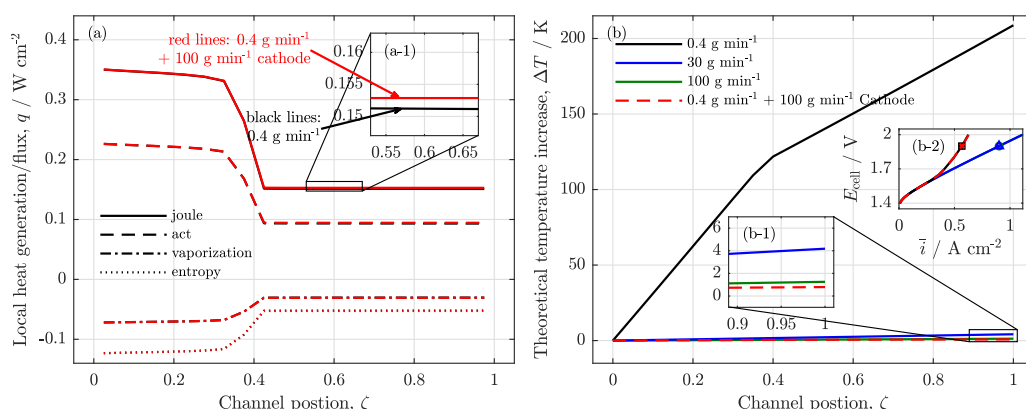 (a)
red lines: 0.4 g min⁻¹
+ 100 g min⁻¹ cathode
(a-1)
0.16
0.155
0.15
0.55 0.6 0.65
black lines:
0.4 g min⁻¹
joule
act
vaporization
entropy
0.4
0.3
0.2
0.1
0
-0.1
0 0.2 0.4 0.6 0.8 1
Local heat generation/flux, q / W cm⁻²
Channel postion, ζ
(b)
0.4 g min⁻¹
30 g min⁻¹
100 g min⁻¹
0.4 g min⁻¹ + 100 g min⁻¹ Cathode
(b-2)
2
1.7
1.4
0 0.5 1
E_cell / V
i̅ / A cm⁻²
(b-1)
6
4
2
0
0.9 0.95 1
200
150
100
50
0
0 0.2 0.4 0.6 0.8 1
Theoretical temperature increase, ΔT / K
Channel postion, ζ